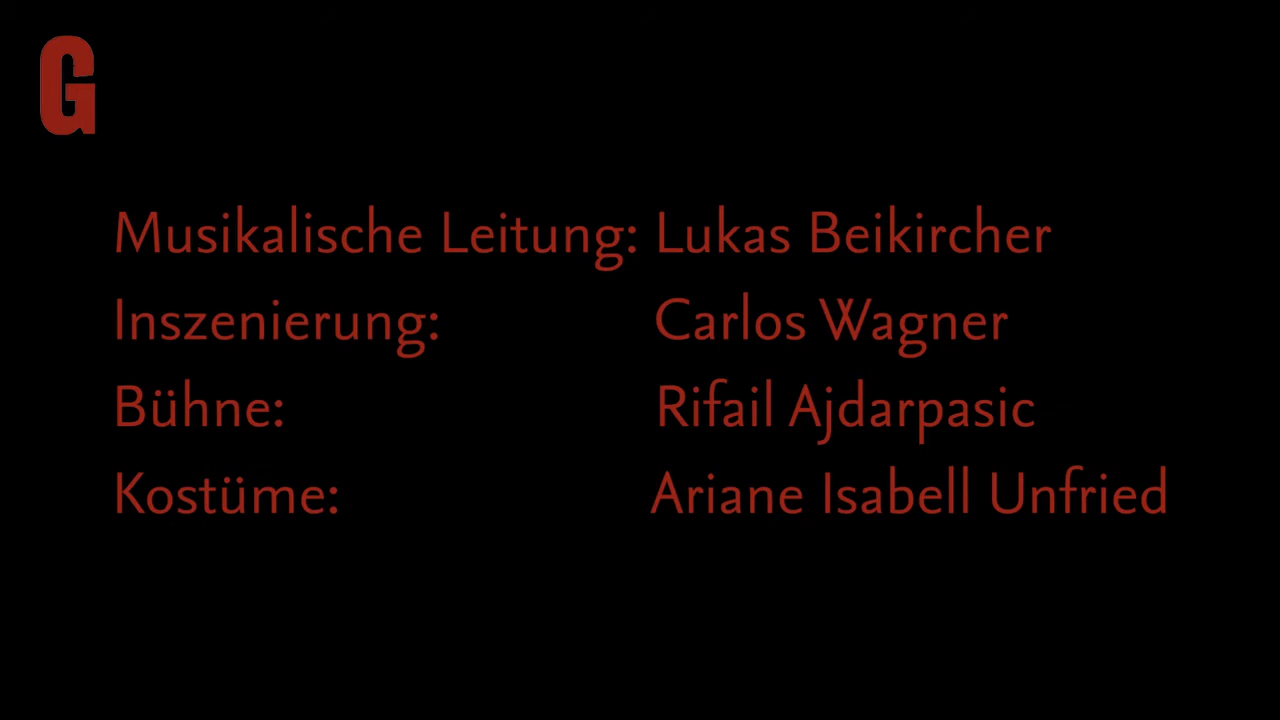 G
Musikalische Leitung: Lukas Beikircher
Inszenierung: Carlos Wagner
Bühne: Rifail Ajdarpasic
Kostüme: Ariane Isabell Unfried